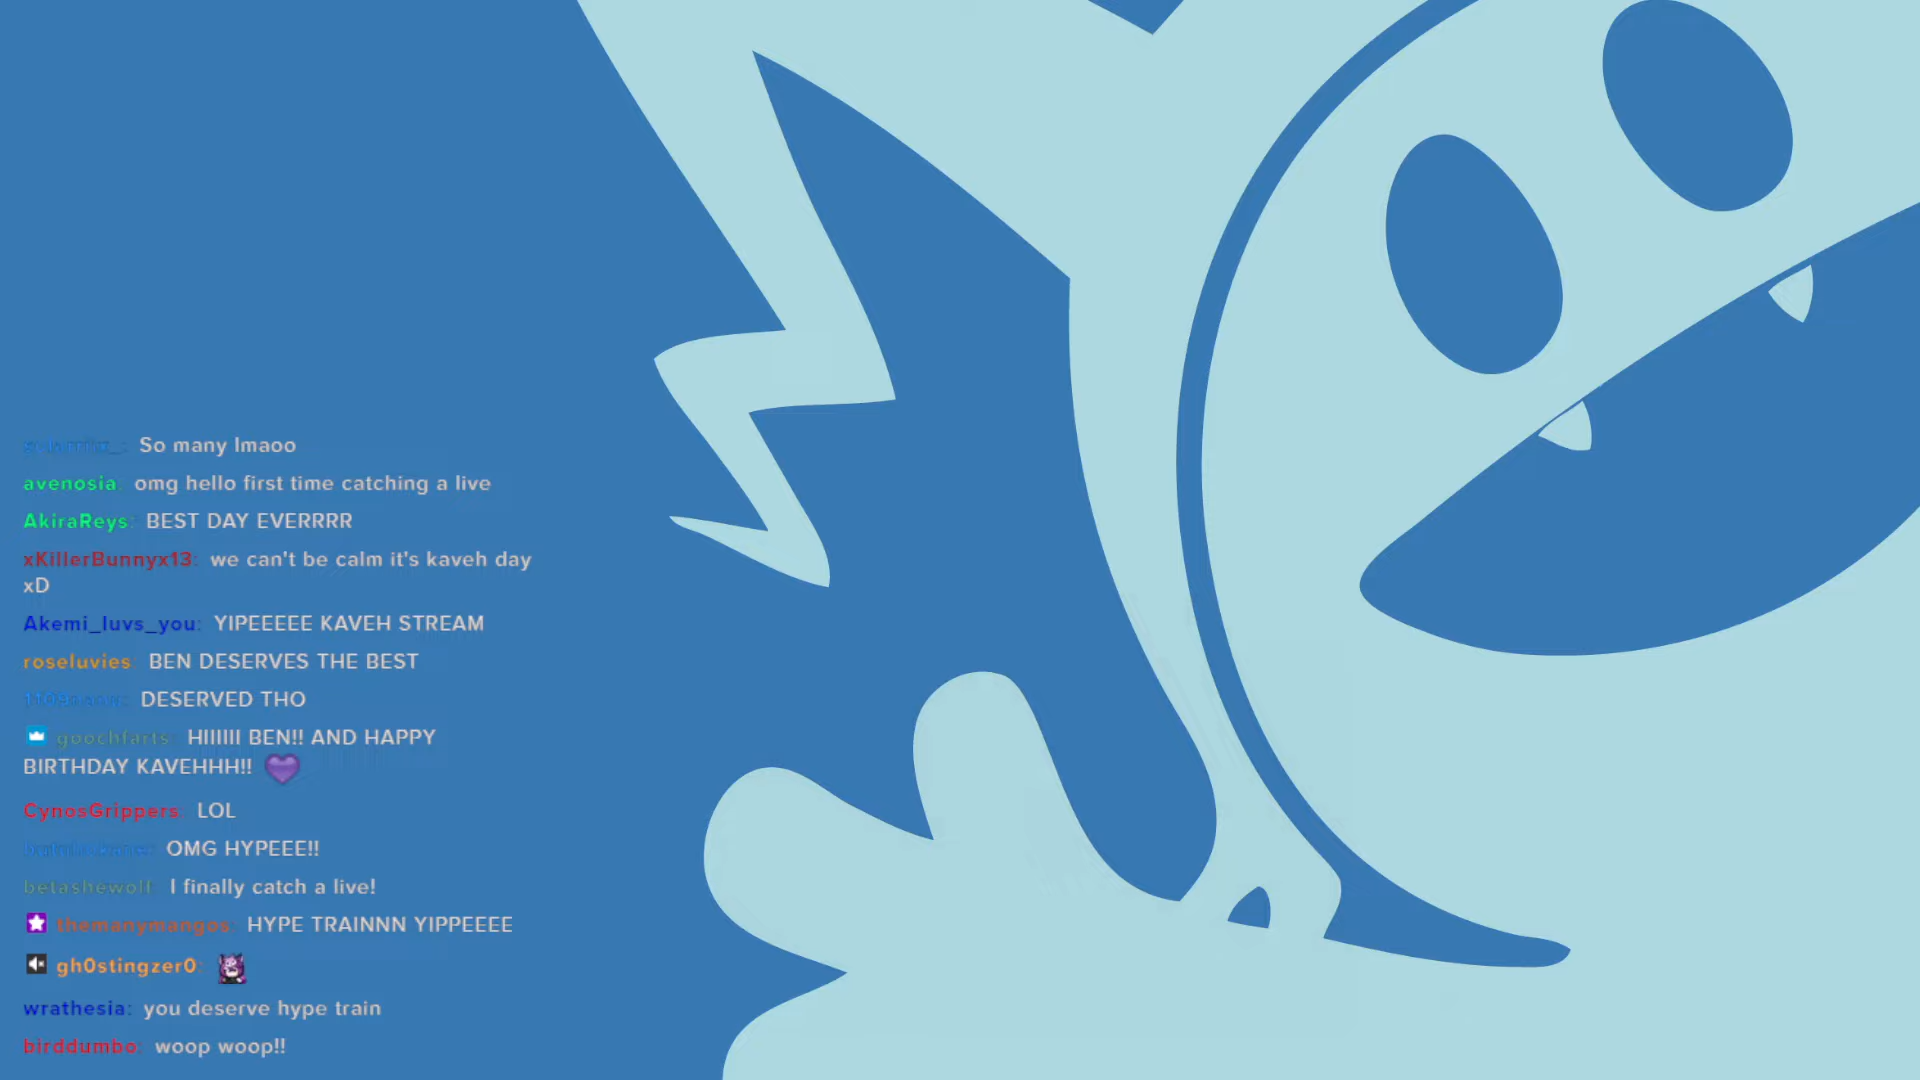 So many lmaoo
avenosia: omg hello first time catching a live
AkiraReys: BEST DAY EVERRRR
xKillerBunnyx13: we can't be calm it's kaveh day
xD
Akemi_luvs_you: YIPEEEEE KAVEH STREAM
roseluvies: BEN DESERVES THE BEST
DESERVED THO
goochfarts: HIIIIII BEN!! AND HAPPY
BIRTHDAY KAVEHHH!!
CynosGrippers: LOL
OMG HYPEEE!!
betashewolf: I finally catch a live!
themanymangos: HYPE TRAINNN YIPPEEEE
gh0stingzer0:
wrathesia: you deserve hype train
birddumbo: woop woop!!